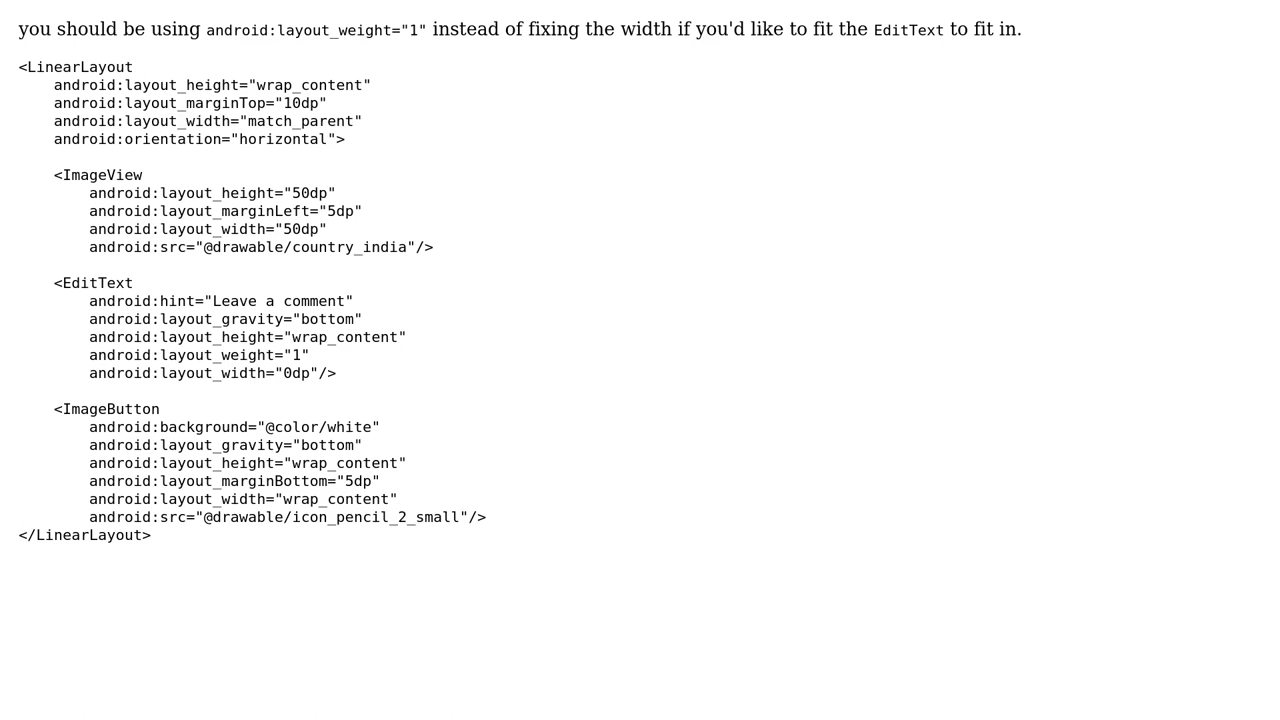 you should be using android:layout_weight="1" instead of fixing the width if you'd like to fit the EditText to fit in.
<LinearLayout
    android:layout_height="wrap_content"
    android:layout_marginTop="10dp"
    android:layout_width="match_parent"
    android:orientation="horizontal">

    <ImageView
        android:layout_height="50dp"
        android:layout_marginLeft="5dp"
        android:layout_width="50dp"
        android:src="@drawable/country_india"/>

    <EditText
        android:hint="Leave a comment"
        android:layout_gravity="bottom"
        android:layout_height="wrap_content"
        android:layout_weight="1"
        android:layout_width="0dp"/>

    <ImageButton
        android:background="@color/white"
        android:layout_gravity="bottom"
        android:layout_height="wrap_content"
        android:layout_marginBottom="5dp"
        android:layout_width="wrap_content"
        android:src="@drawable/icon_pencil_2_small"/>
</LinearLayout>